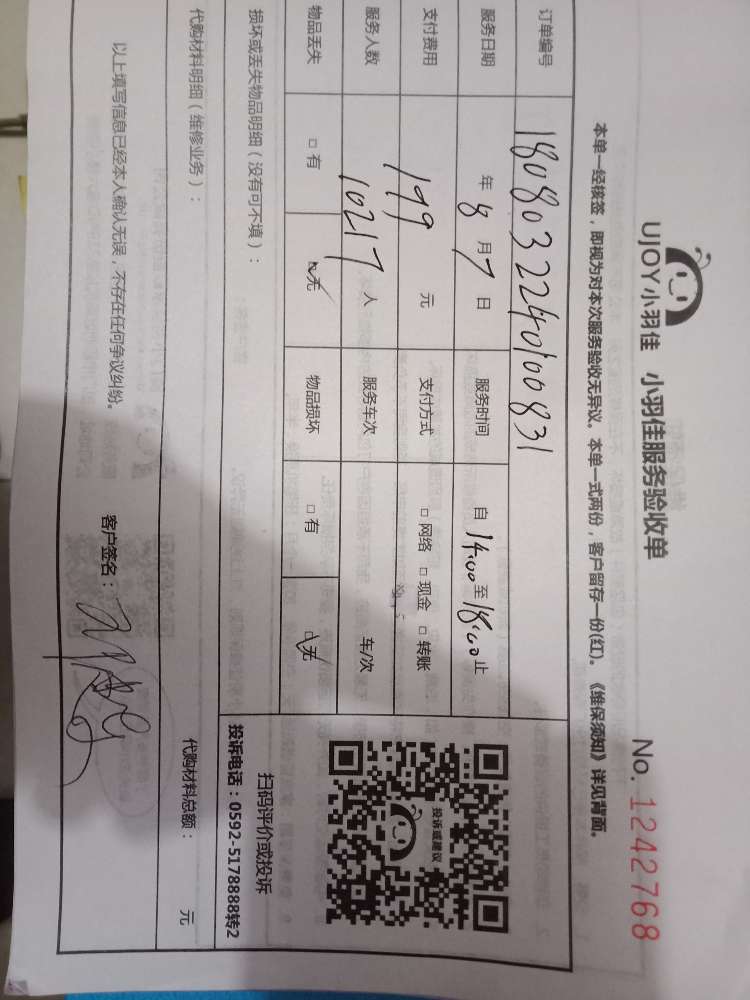 UJOY小羽佳 小羽佳服务验收单
No. 1242768
本单一经核签，即视为对本次服务验收无异议。本单一式两份，客户留存一份(红)。《维保须知》详见背面。
订单编号 180803224010083 1
服务日期 年 8 月 7 日 服务时间 自 14:00 至 18:00 止
支付费用 199 元 支付方式 □ 网络 □ 现金 □ 转账
服务人数 10217 人 服务车次 车/次
物品丢失 □ 有 □ 无 物品损坏 □ 有 □ 无
投诉或建议
扫码评价或投诉
投诉电话：0592-5178888转2
损坏或丢失物品明细（没有可不填）：
代购材料明细（维修业务）：
代购材料总额： 元
以上填写信息已经本人确认无误，不存在任何争议纠纷。 客户签名：